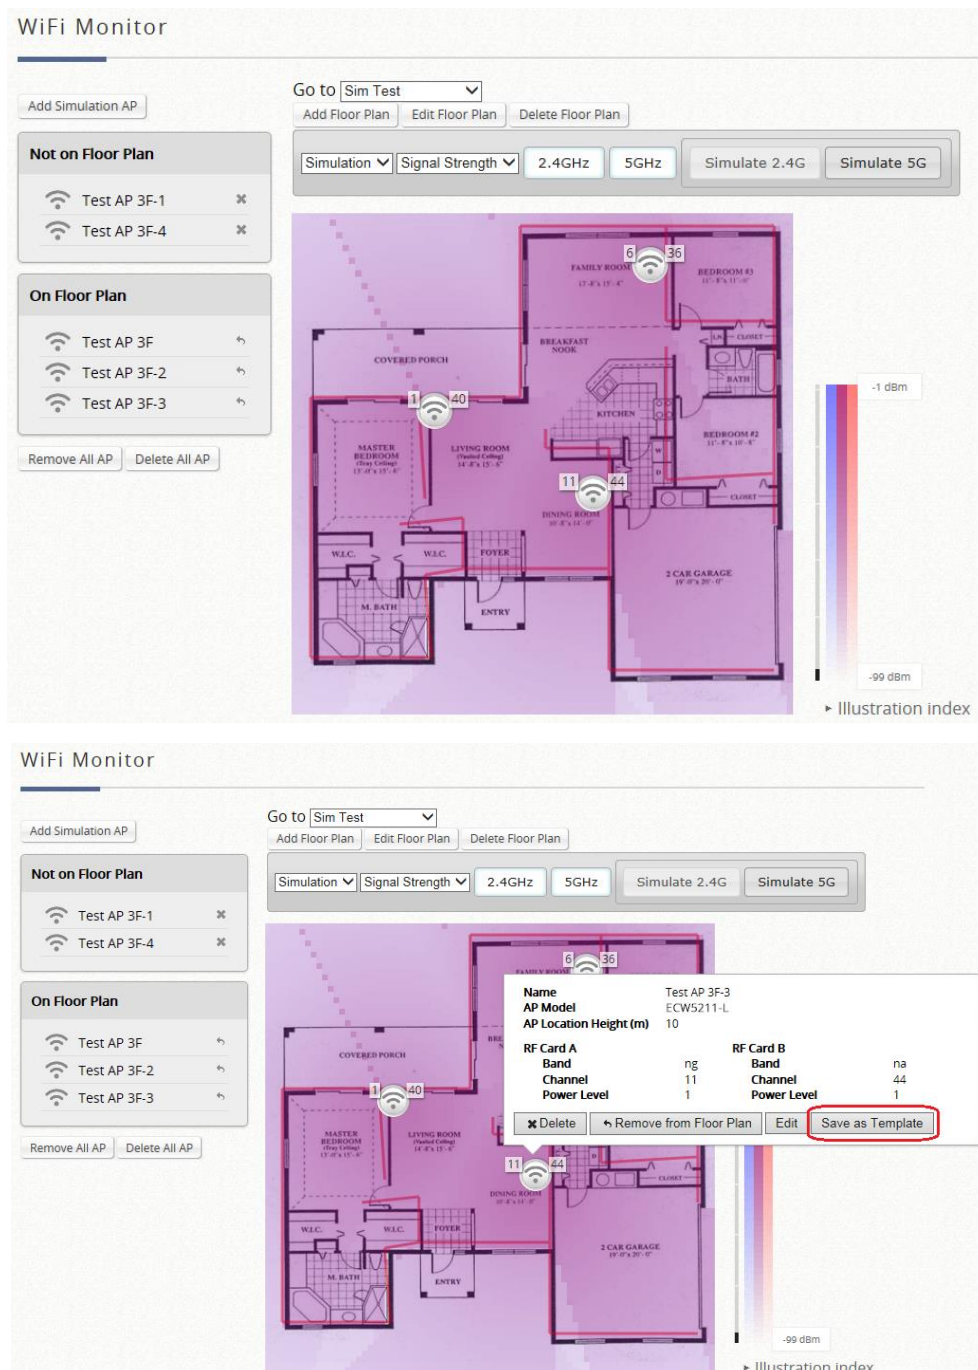 WiFi Monitor
Go to Sim Test
Add Simulation AP
Add Floor Plan Edit Floor Plan Delete Floor Plan
Not on Floor Plan
Simulation Signal Strength 2.4GHz 5GHz Simulate 2.4G Simulate 5G
Test AP 3F-1
Test AP 3F-4
On Floor Plan
Test AP 3F
Test AP 3F-2
Test AP 3F-3
Remove All AP Delete All AP
6 36
FAMILY ROOM
BEDROOM #3
BREAKFAST
NOOK
CLOSET
COVERED PORCH
BATH
1 40
KITCHEN
MASTER
BEDROOM
(Tray Ceiling)
LIVING ROOM
(Vaulted Ceiling)
BEDROOM #2
W
D
11 44
CLOSET
DINING ROOM
W.I.C. W.I.C. FOYER
2 CAR GARAGE
M. BATH
ENTRY
-1 dBm
-99 dBm
Illustration index
WiFi Monitor
Go to Sim Test
Add Simulation AP
Add Floor Plan Edit Floor Plan Delete Floor Plan
Not on Floor Plan
Simulation Signal Strength 2.4GHz 5GHz Simulate 2.4G Simulate 5G
Test AP 3F-1
Test AP 3F-4
On Floor Plan
Test AP 3F
Test AP 3F-2
Test AP 3F-3
Remove All AP Delete All AP
6 36
Name Test AP 3F-3
AP Model ECW5211-L
AP Location Height (m) 10
RF Card A RF Card B
Band ng Band na
Channel 11 Channel 44
Power Level 1 Power Level 1
Delete Remove from Floor Plan Edit Save as Template
COVERED PORCH
1 40
MASTER
BEDROOM
LIVING ROOM
11 44
CLOSET
DINING ROOM
W.I.C. W.I.C. FOYER
2 CAR GARAGE
M. BATH
ENTRY
-99 dBm
Illustration index